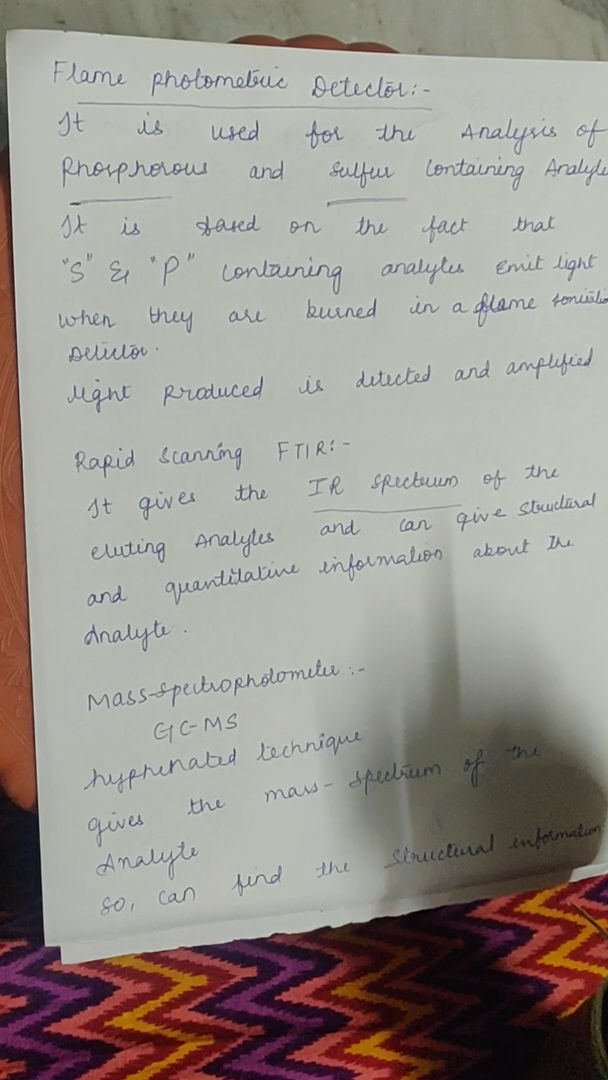 Flame photometric Detector:-
It is used for the Analysis of
Phosphorous and sulfur containing Analyte
It is based on the fact that
"S" & "P" containing analytes emit light
when they are burned in a flame
Detector.
light produced is detected and amplified
Rapid scanning FTIR:-
It gives the IR spectrum of the
eluting Analytes and can give structural
and quantitative information about the
Analyte.
Mass-spectrophotometer:-
GC-MS
hyphenated technique
gives the mass-spectrum of the
Analyte
so, can find the structural information